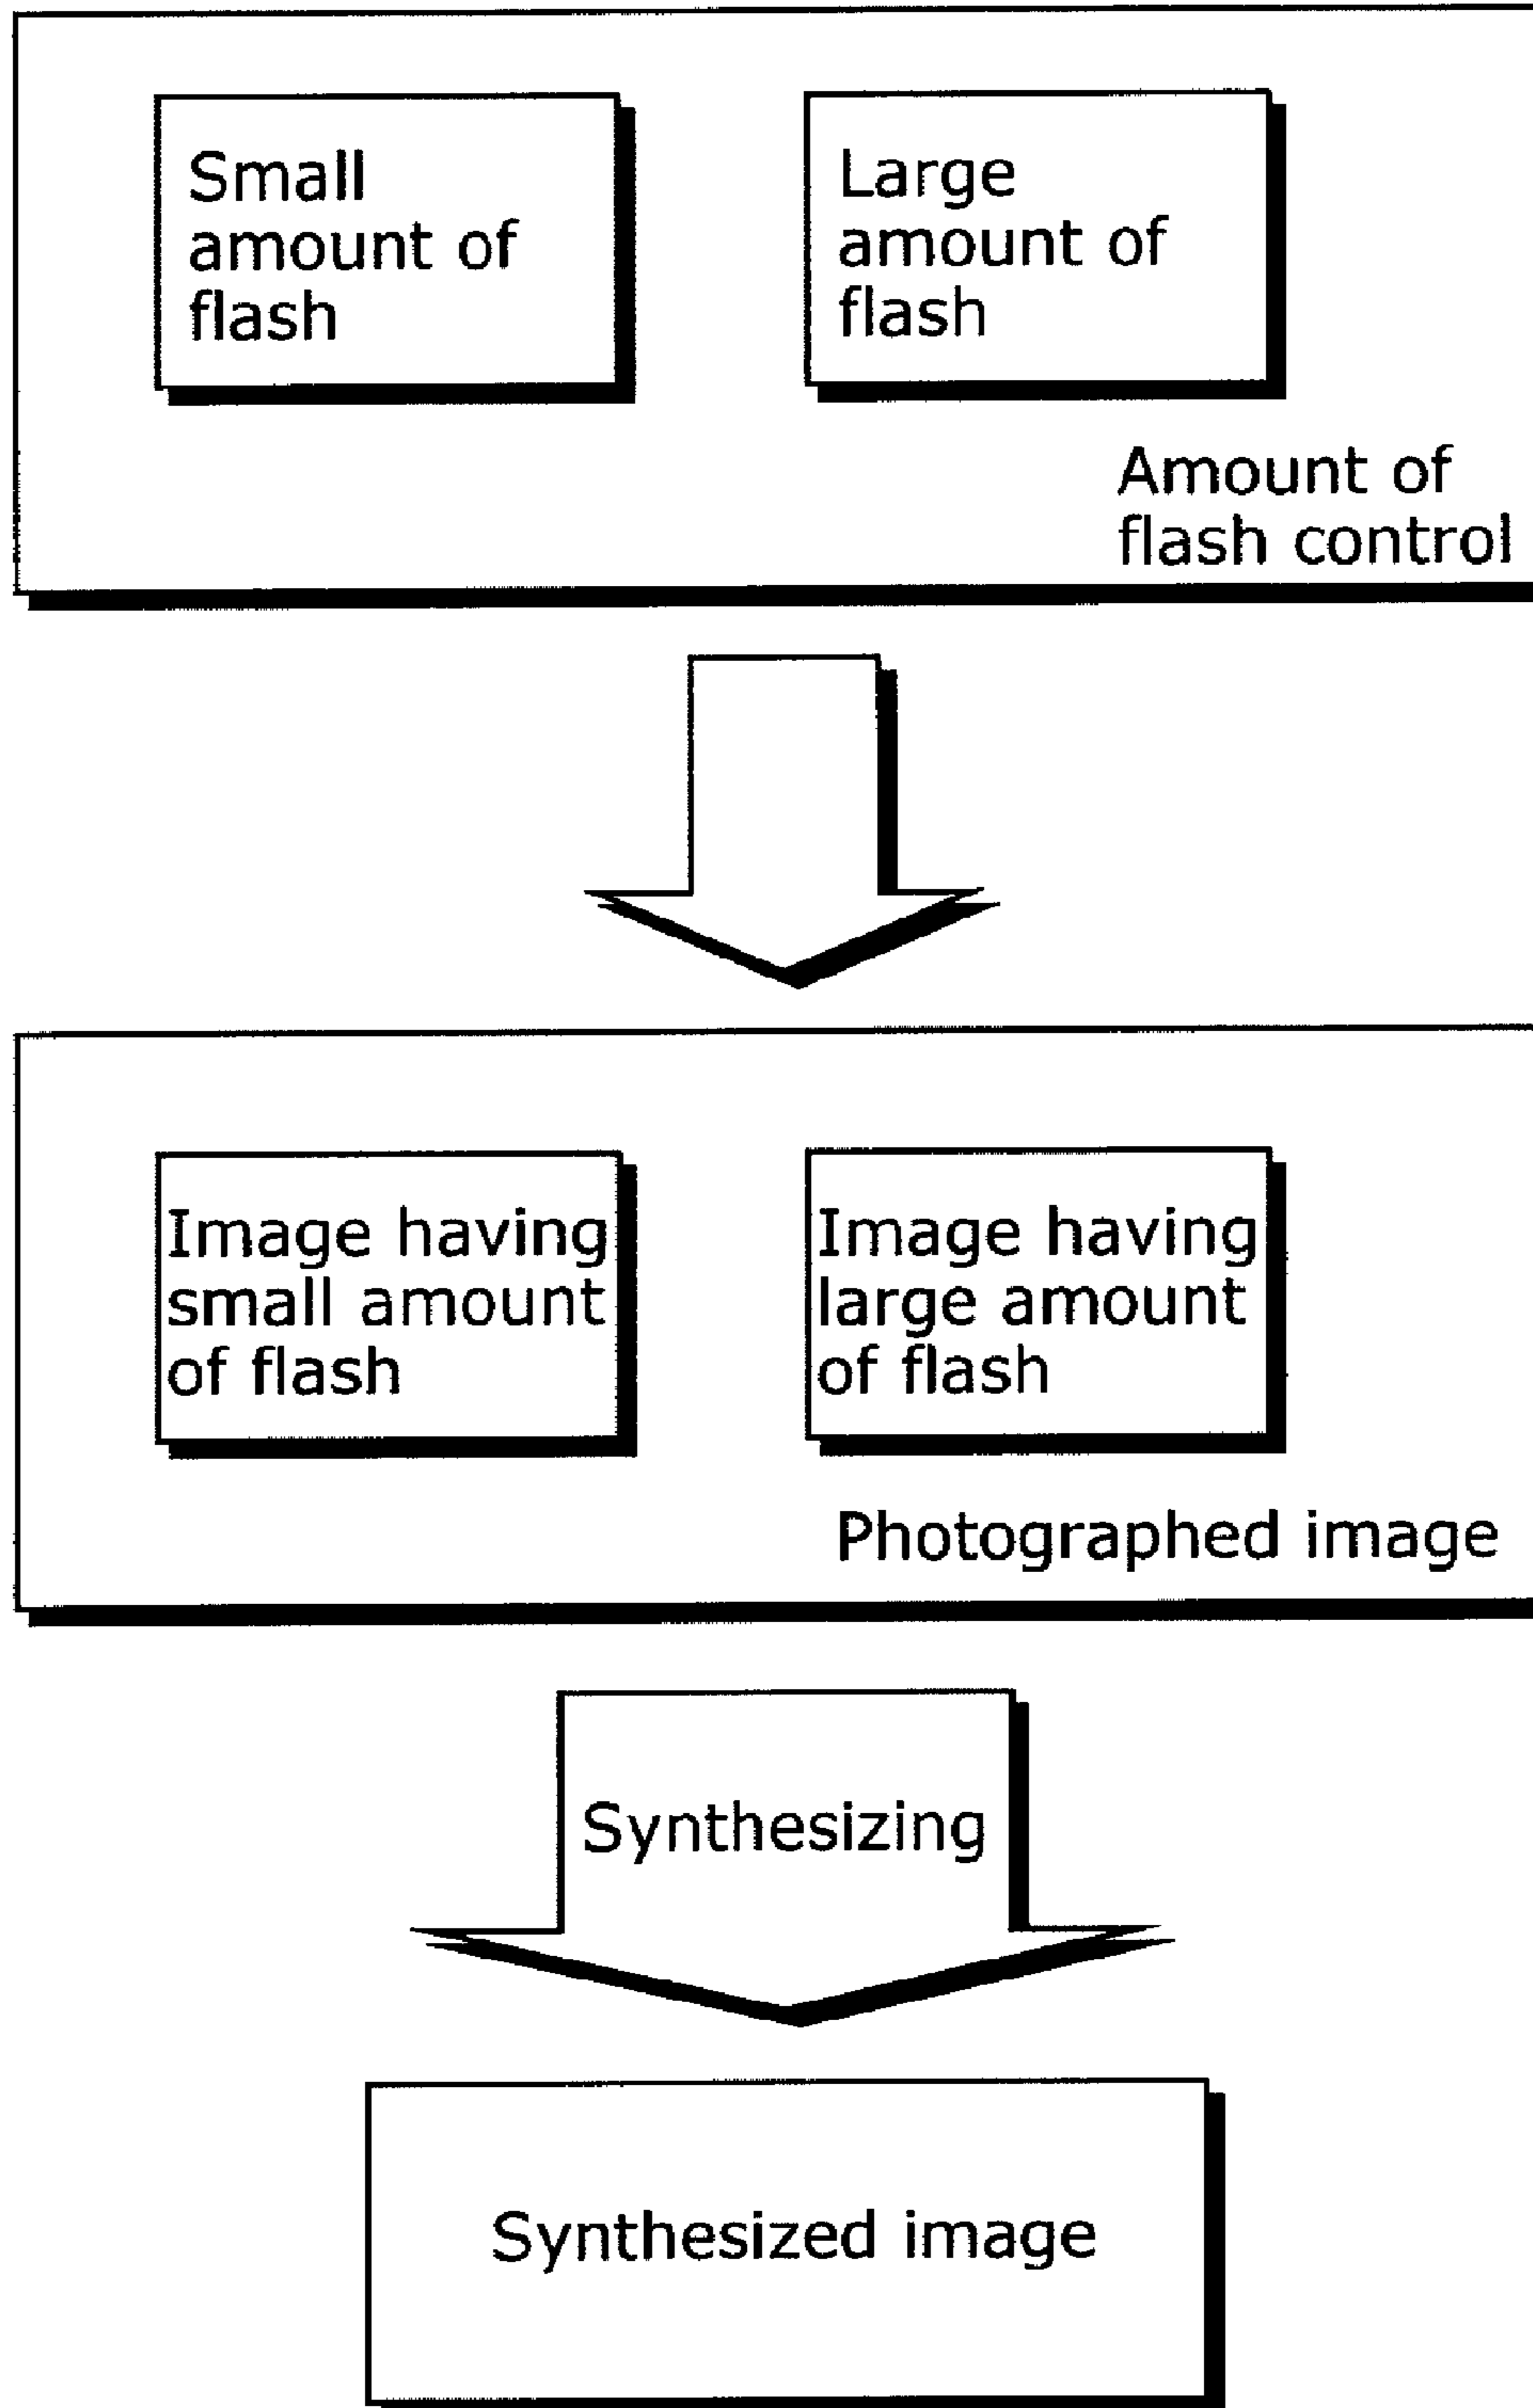 Small
amount of
flash
Large
amount of
flash
Amount of
flash control
Image having
small amount
of flash
Image having
large amount
of flash
Photographed image
Synthesizing
Synthesized image